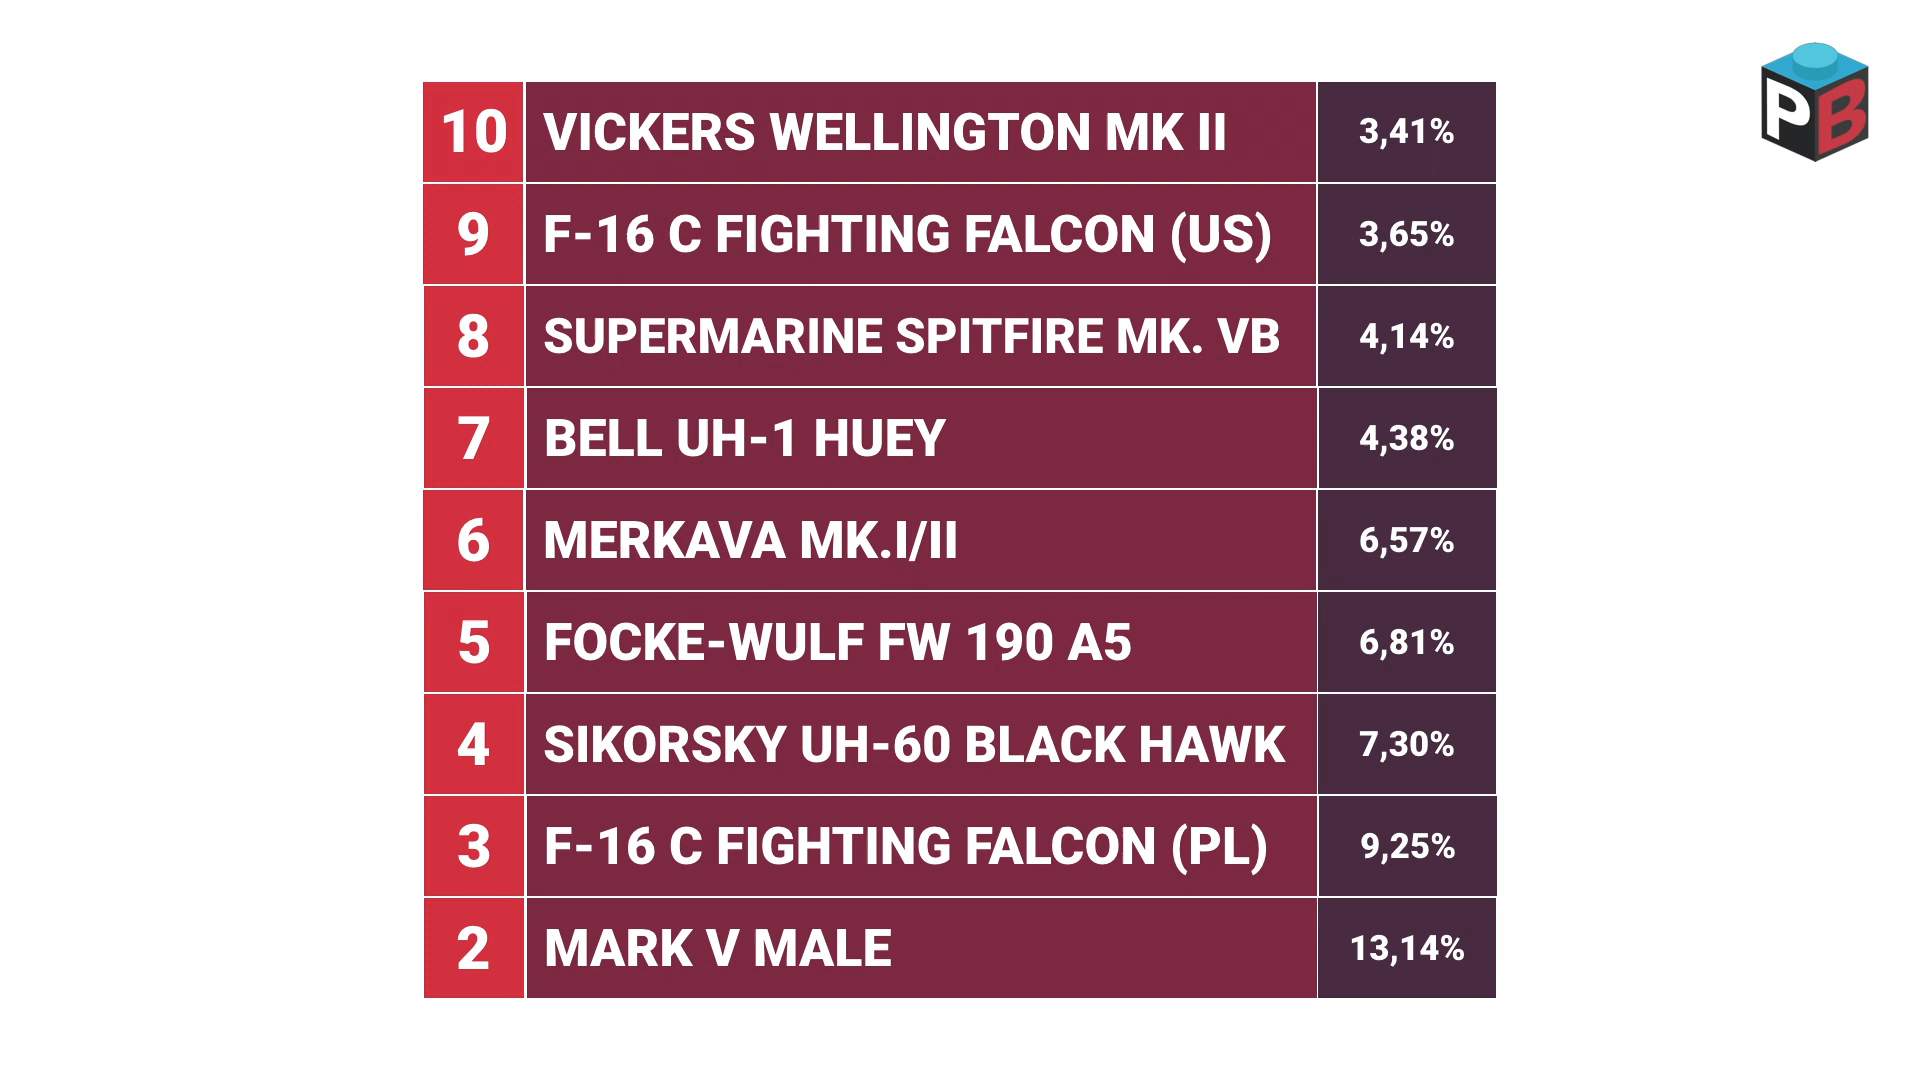 10 VICKERS WELLINGTON MK II 3,41%
9 F-16 C FIGHTING FALCON (US) 3,65%
8 SUPERMARINE SPITFIRE MK. VB 4,14%
7 BELL UH-1 HUEY 4,38%
6 MERKAVA MK.I/II 6,57%
5 FOCKE-WULF FW 190 A5 6,81%
4 SIKORSKY UH-60 BLACK HAWK 7,30%
3 F-16 C FIGHTING FALCON (PL) 9,25%
2 MARK V MALE 13,14%
PB